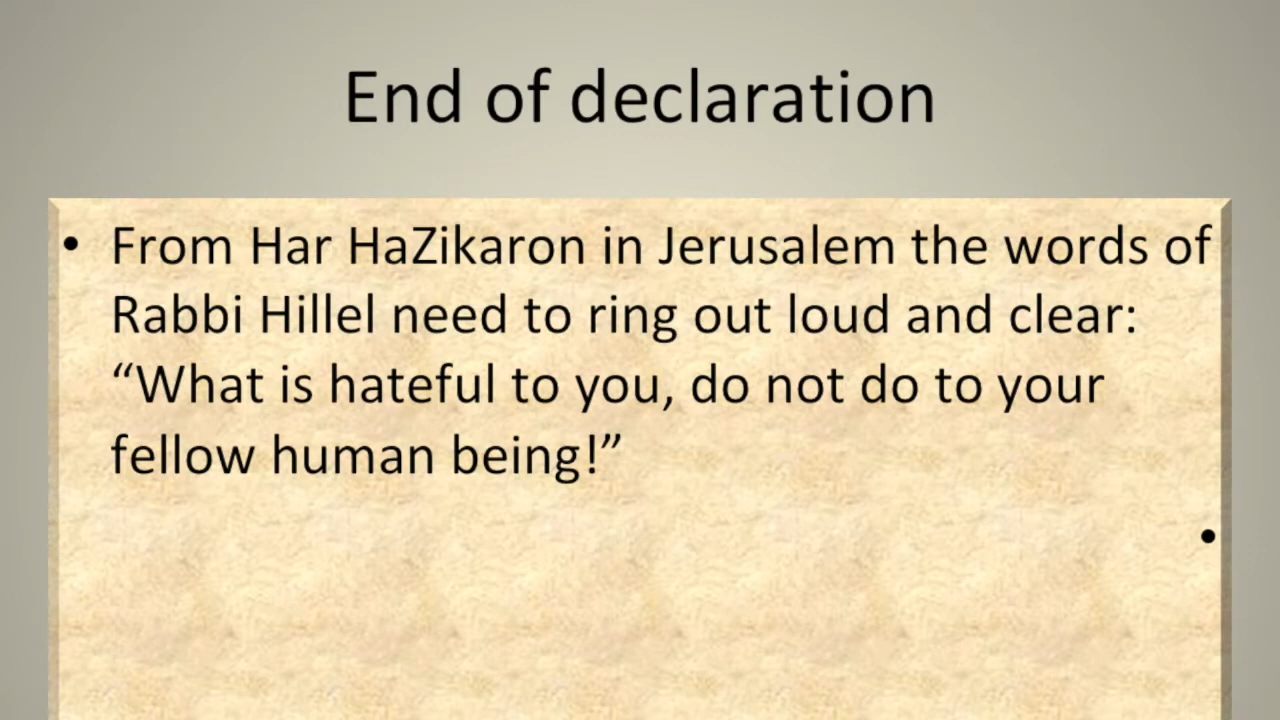 End of declaration
• From Har HaZikaron in Jerusalem the words of
Rabbi Hillel need to ring out loud and clear:
“What is hateful to you, do not do to your
fellow human being!”
•